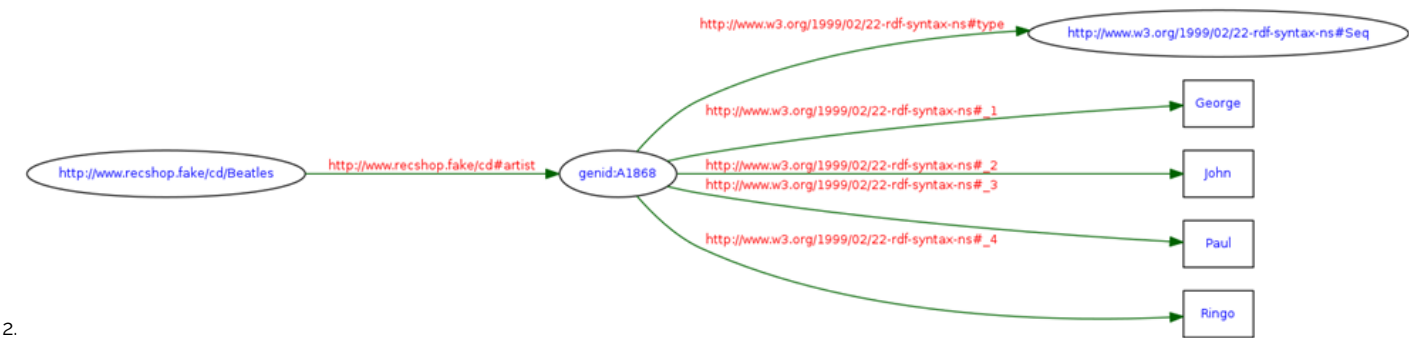 http://www.w3.org/1999/02/22-rdf-syntax-ns#type
http://www.w3.org/1999/02/22-rdf-syntax-ns#Seq
http://www.w3.org/1999/02/22-rdf-syntax-ns#_1
George
http://www.recshop.fake/cd/Beatles
http://www.recshop.fake/cd#artist
genid:A1868
http://www.w3.org/1999/02/22-rdf-syntax-ns#_2
John
http://www.w3.org/1999/02/22-rdf-syntax-ns#_3
http://www.w3.org/1999/02/22-rdf-syntax-ns#_4
Paul
Ringo
2.